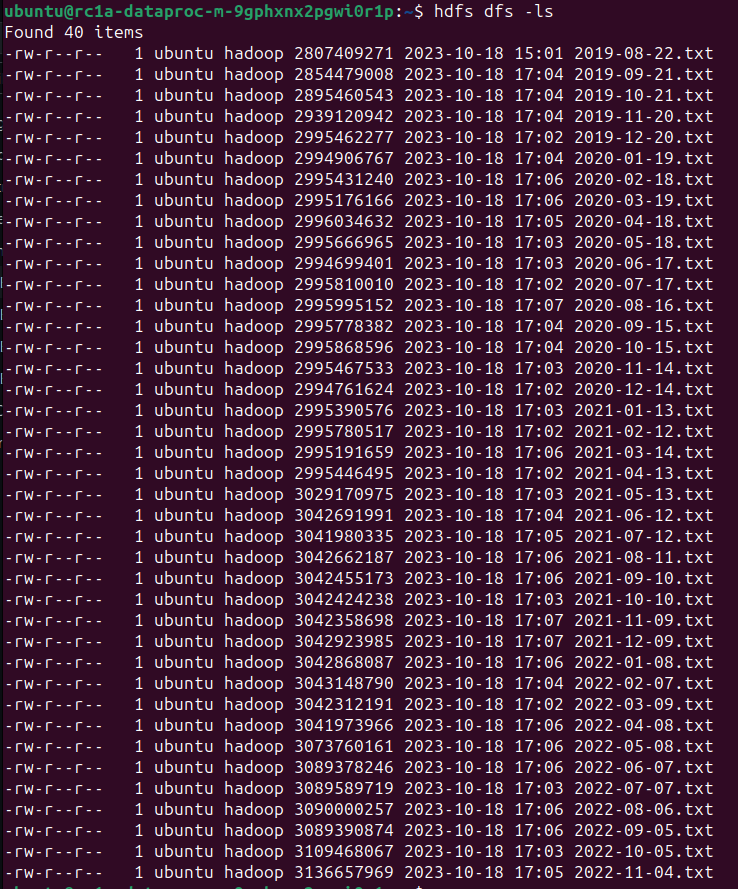 ubuntu@rc1a-dataproc-m-9gphxnx2pgwi0r1p:~$ hdfs dfs -ls
Found 40 items
-rw-r--r--   1 ubuntu hadoop 2807409271 2023-10-18 15:01 2019-08-22.txt
-rw-r--r--   1 ubuntu hadoop 2854479008 2023-10-18 17:04 2019-09-21.txt
-rw-r--r--   1 ubuntu hadoop 2895460543 2023-10-18 17:04 2019-10-21.txt
-rw-r--r--   1 ubuntu hadoop 2939120942 2023-10-18 17:04 2019-11-20.txt
-rw-r--r--   1 ubuntu hadoop 2995462277 2023-10-18 17:02 2019-12-20.txt
-rw-r--r--   1 ubuntu hadoop 2994906767 2023-10-18 17:04 2020-01-19.txt
-rw-r--r--   1 ubuntu hadoop 2995431240 2023-10-18 17:06 2020-02-18.txt
-rw-r--r--   1 ubuntu hadoop 2995176166 2023-10-18 17:06 2020-03-19.txt
-rw-r--r--   1 ubuntu hadoop 2996034632 2023-10-18 17:05 2020-04-18.txt
-rw-r--r--   1 ubuntu hadoop 2995666965 2023-10-18 17:03 2020-05-18.txt
-rw-r--r--   1 ubuntu hadoop 2994699401 2023-10-18 17:03 2020-06-17.txt
-rw-r--r--   1 ubuntu hadoop 2995810010 2023-10-18 17:02 2020-07-17.txt
-rw-r--r--   1 ubuntu hadoop 2995995152 2023-10-18 17:07 2020-08-16.txt
-rw-r--r--   1 ubuntu hadoop 2995778382 2023-10-18 17:04 2020-09-15.txt
-rw-r--r--   1 ubuntu hadoop 2995868596 2023-10-18 17:04 2020-10-15.txt
-rw-r--r--   1 ubuntu hadoop 2995467533 2023-10-18 17:03 2020-11-14.txt
-rw-r--r--   1 ubuntu hadoop 2994761624 2023-10-18 17:02 2020-12-14.txt
-rw-r--r--   1 ubuntu hadoop 2995390576 2023-10-18 17:03 2021-01-13.txt
-rw-r--r--   1 ubuntu hadoop 2995780517 2023-10-18 17:02 2021-02-12.txt
-rw-r--r--   1 ubuntu hadoop 2995191659 2023-10-18 17:06 2021-03-14.txt
-rw-r--r--   1 ubuntu hadoop 2995446495 2023-10-18 17:02 2021-04-13.txt
-rw-r--r--   1 ubuntu hadoop 3029170975 2023-10-18 17:03 2021-05-13.txt
-rw-r--r--   1 ubuntu hadoop 3042691991 2023-10-18 17:04 2021-06-12.txt
-rw-r--r--   1 ubuntu hadoop 3041980335 2023-10-18 17:05 2021-07-12.txt
-rw-r--r--   1 ubuntu hadoop 3042662187 2023-10-18 17:06 2021-08-11.txt
-rw-r--r--   1 ubuntu hadoop 3042455173 2023-10-18 17:06 2021-09-10.txt
-rw-r--r--   1 ubuntu hadoop 3042424238 2023-10-18 17:03 2021-10-10.txt
-rw-r--r--   1 ubuntu hadoop 3042358698 2023-10-18 17:07 2021-11-09.txt
-rw-r--r--   1 ubuntu hadoop 3042923985 2023-10-18 17:07 2021-12-09.txt
-rw-r--r--   1 ubuntu hadoop 3042868087 2023-10-18 17:06 2022-01-08.txt
-rw-r--r--   1 ubuntu hadoop 3043148790 2023-10-18 17:04 2022-02-07.txt
-rw-r--r--   1 ubuntu hadoop 3042312191 2023-10-18 17:02 2022-03-09.txt
-rw-r--r--   1 ubuntu hadoop 3041973966 2023-10-18 17:06 2022-04-08.txt
-rw-r--r--   1 ubuntu hadoop 3073760161 2023-10-18 17:06 2022-05-08.txt
-rw-r--r--   1 ubuntu hadoop 3089378246 2023-10-18 17:06 2022-06-07.txt
-rw-r--r--   1 ubuntu hadoop 3089589719 2023-10-18 17:03 2022-07-07.txt
-rw-r--r--   1 ubuntu hadoop 3090000257 2023-10-18 17:06 2022-08-06.txt
-rw-r--r--   1 ubuntu hadoop 3089390874 2023-10-18 17:06 2022-09-05.txt
-rw-r--r--   1 ubuntu hadoop 3109468067 2023-10-18 17:03 2022-10-05.txt
-rw-r--r--   1 ubuntu hadoop 3136657969 2023-10-18 17:05 2022-11-04.txt